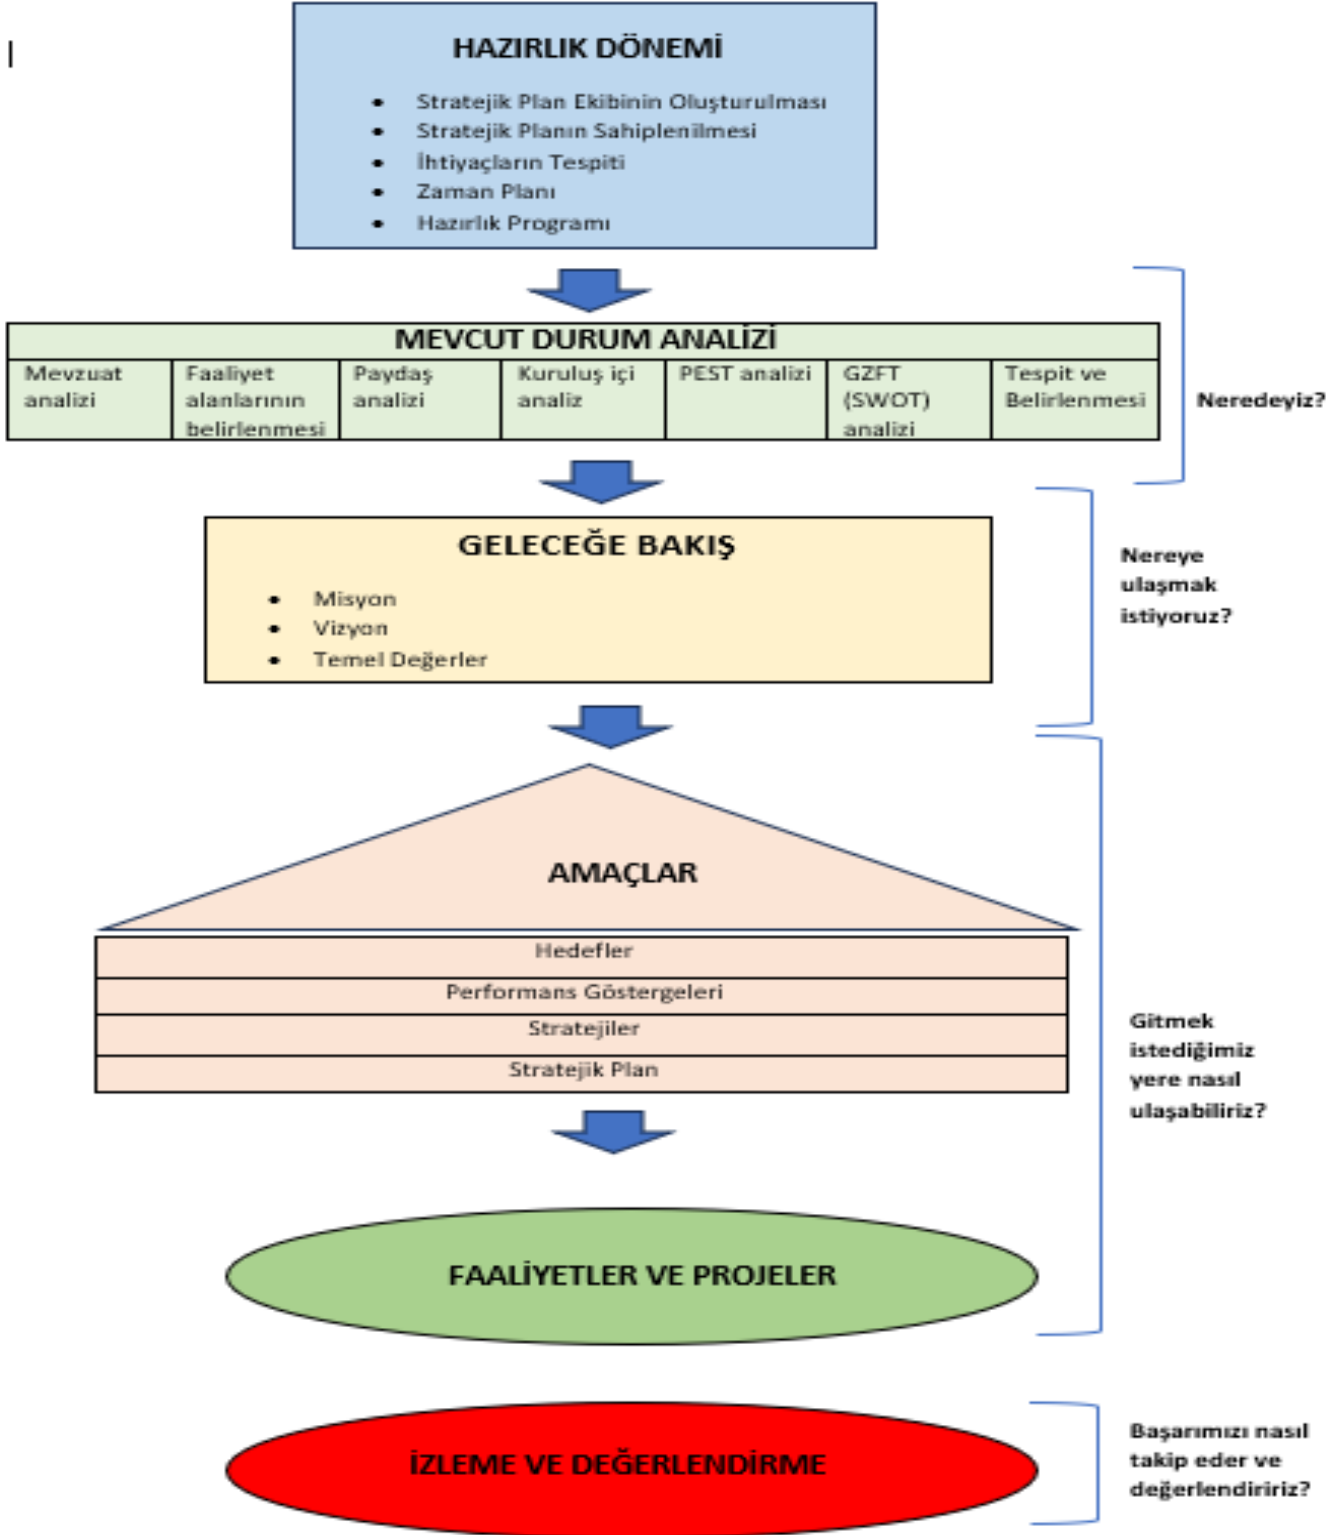 HAZIRLIK DÖNEMİ
• Stratejik Plan Ekibinin Oluşturulması
• Stratejik Planın Sahiplenilmesi
• İhtiyaçların Tespiti
• Zaman Planı
• Hazırlık Programı
MEVCUT DURUM ANALİZİ
Mevzuat
analizi
Faaliyet
alanlarının
belirlenmesi
Paydaş
analizi
Kuruluş içi
analiz
PEST analizi
GZFT
(SWOT)
analizi
Tespit ve
Belirlenmesi
Neredeyiz?
GELECEĞE BAKIŞ
• Misyon
• Vizyon
• Temel Değerler
Nereye
ulaşmak
istiyoruz?
AMAÇLAR
Hedefler
Performans Göstergeleri
Stratejiler
Stratejik Plan
Gitmek
istediğimiz
yere nasıl
ulaşabiliriz?
FAALİYETLER VE PROJELER
İZLEME VE DEĞERLENDİRME
Başarımızı nasıl
takip eder ve
değerlendiririz?